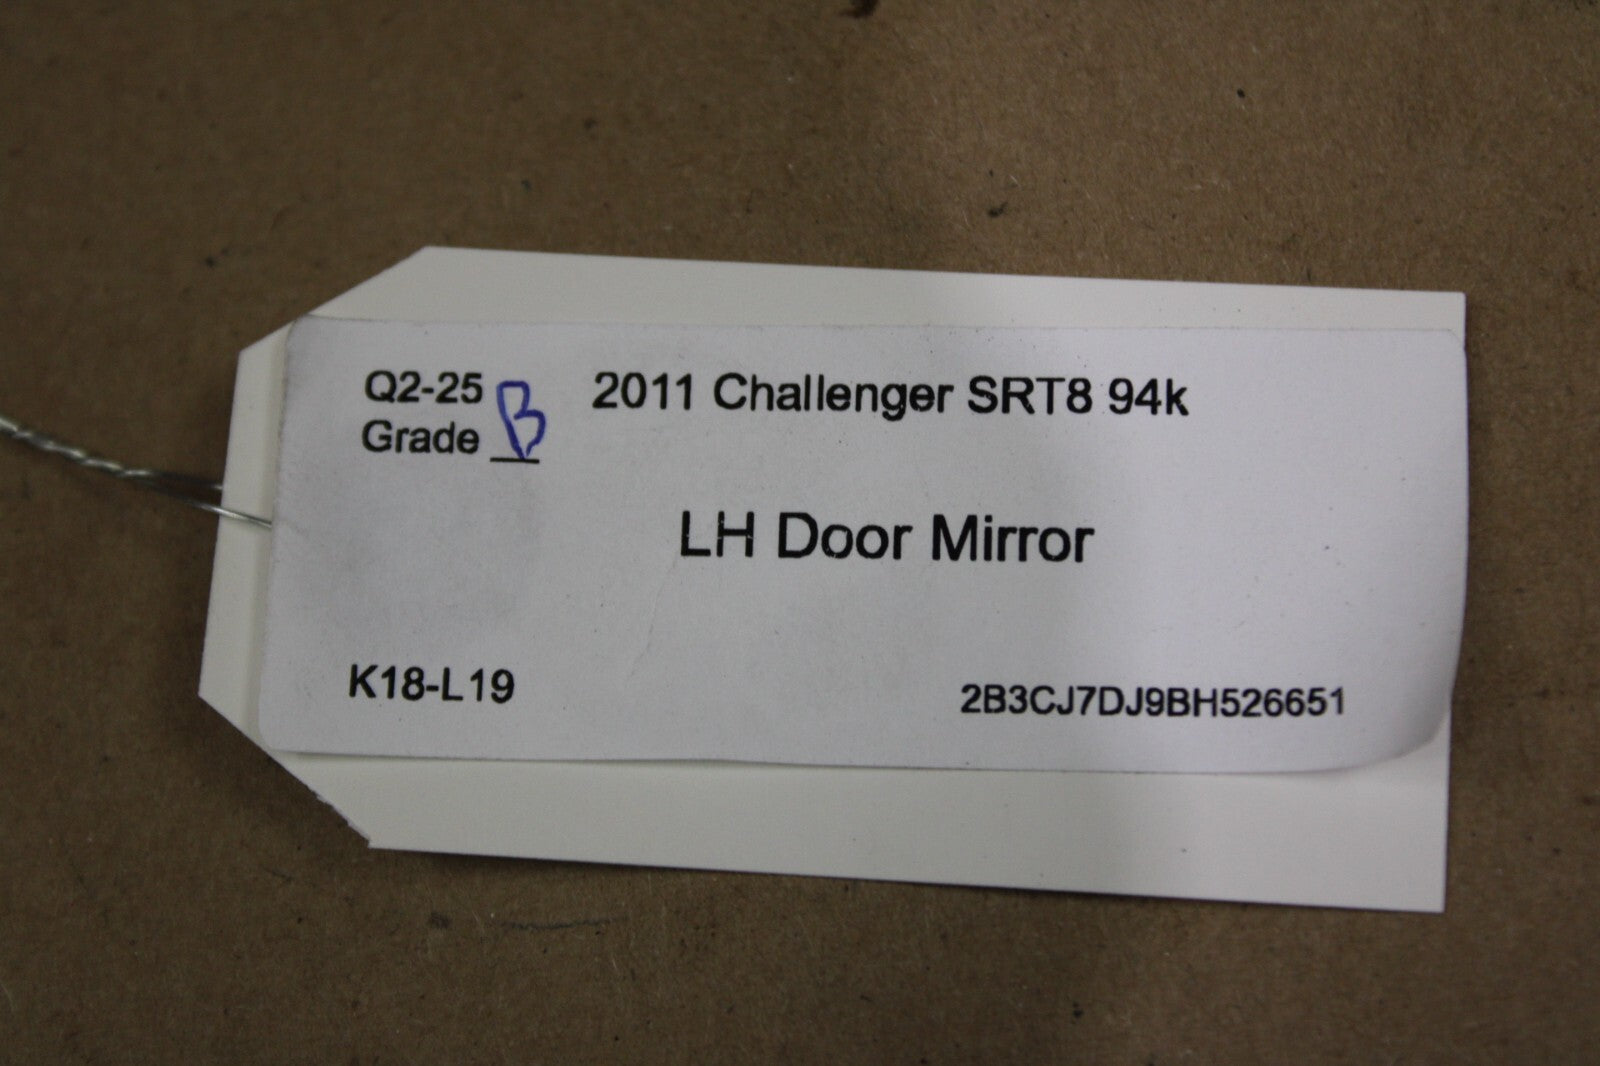 Q2-25
Grade B
2011 Challenger SRT8 94k
LH Door Mirror
K18-L19
2B3CJ7DJ9BH526651